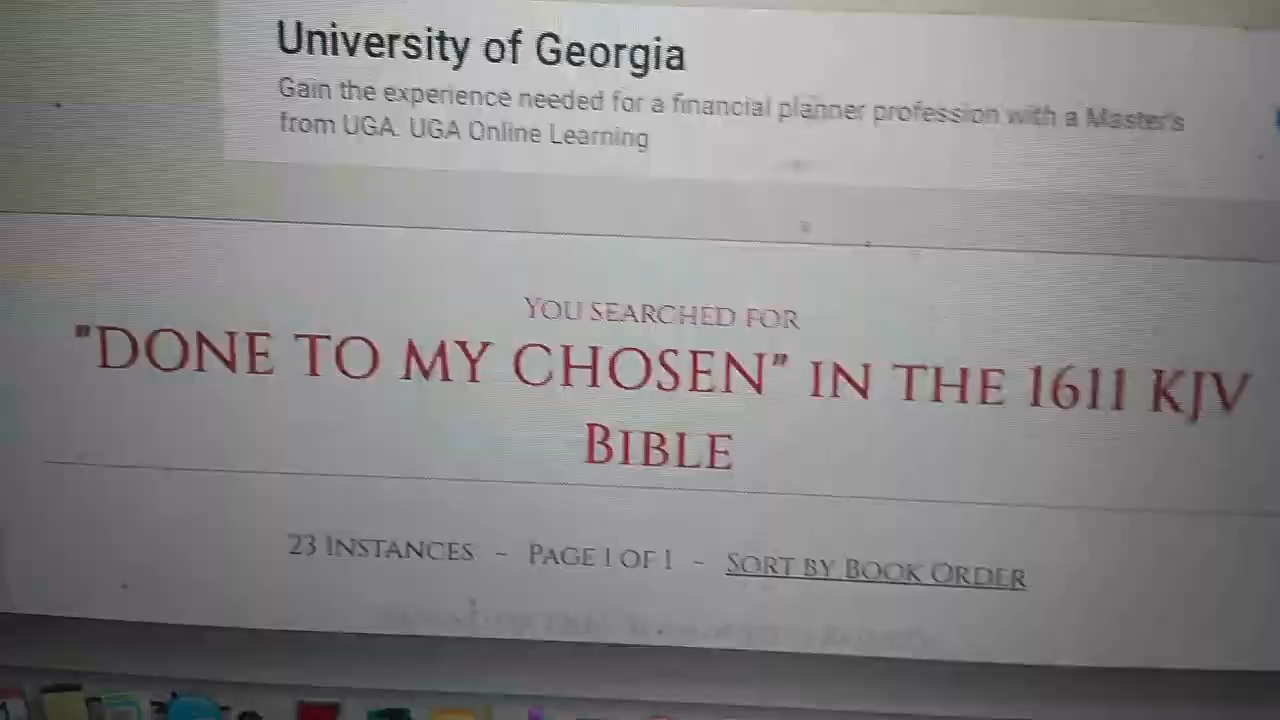 University of Georgia
Gain the experience needed for a financial planner profession with a Master's
from UGA. UGA Online Learning
YOU SEARCHED FOR
"DONE TO MY CHOSEN" IN THE 1611 KJV
BIBLE
23 INSTANCES - PAGE 1 OF 1 - SORT BY BOOK ORDER